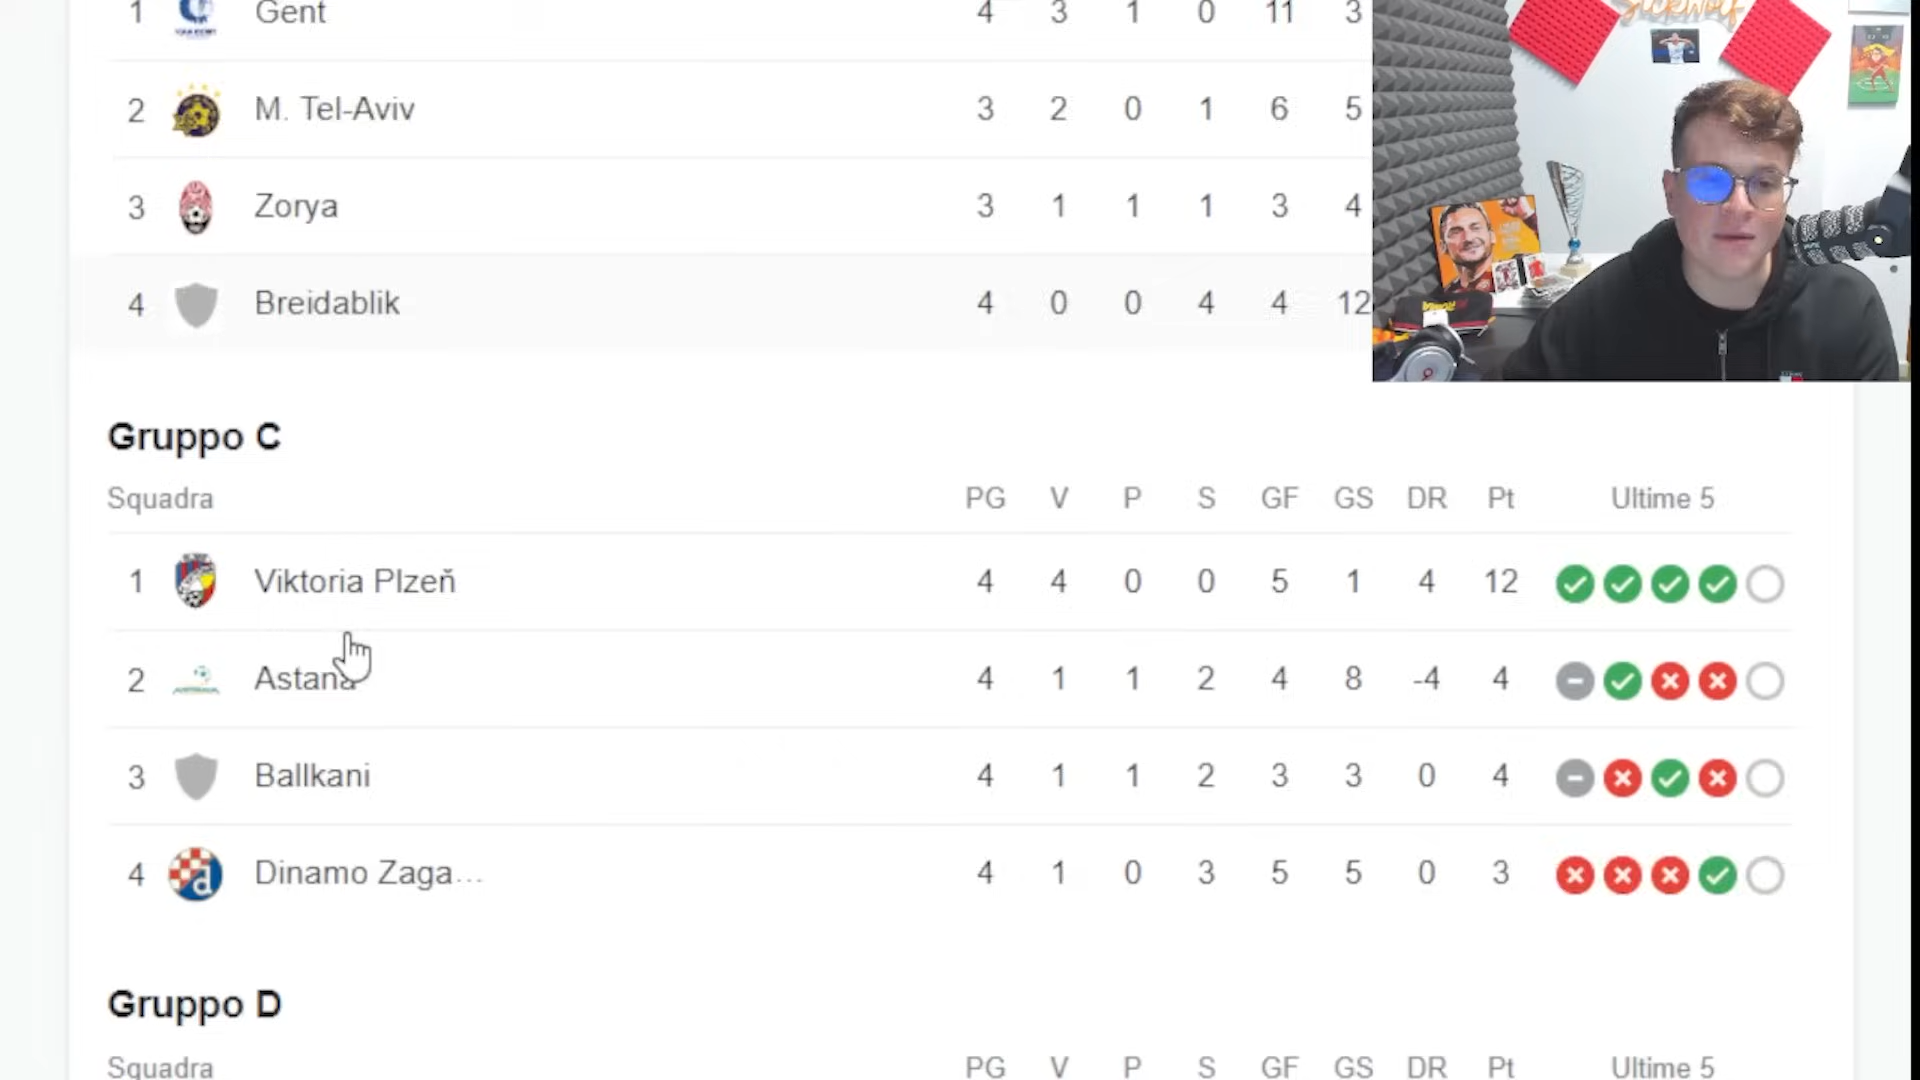 1 Gent 4 3 1 0 11 3
2 M. Tel-Aviv 3 2 0 1 6 5
3 Zorya 3 1 1 1 3 4
4 Breidablik 4 0 0 4 4 12
Gruppo C
Squadra PG V P S GF GS DR Pt Ultime 5
1 Viktoria Plzeň 4 4 0 0 5 1 4 12
2 Astana 4 1 1 2 4 8 -4 4
3 Ballkani 4 1 1 2 3 3 0 4
4 Dinamo Zaga... 4 1 0 3 5 5 0 3
Gruppo D
Squadra PG V P S GF GS DR Pt Ultime 5